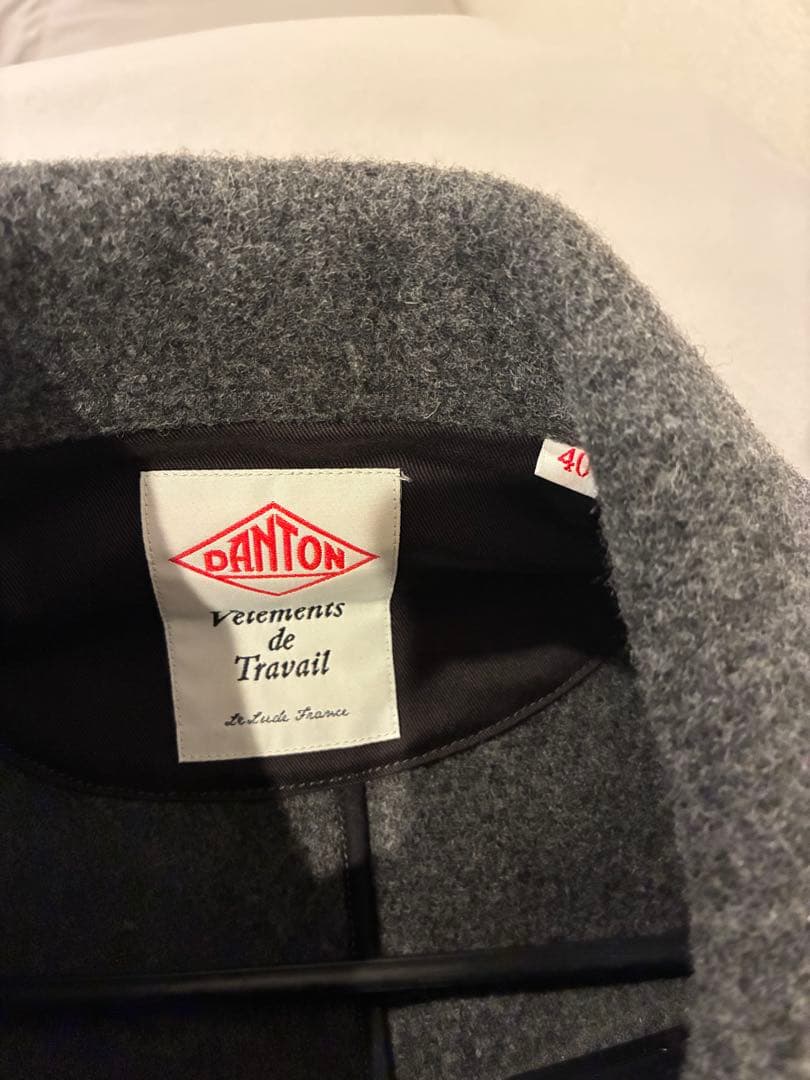 40
DANTON
Vetements
de
Travail
Le Lude France